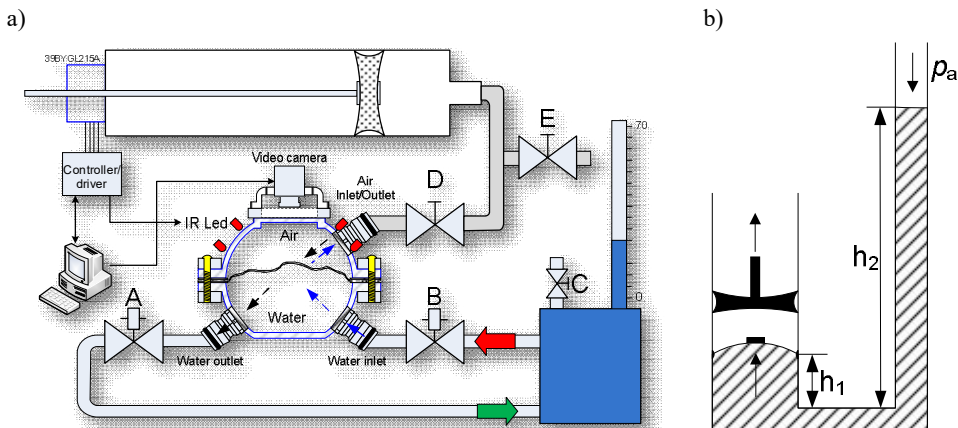 a)
b)
39BYGL215A
Controller/
driver
Video camera
Air
Inlet/Outlet
IR Led
Air
Water
Water outlet
Water inlet
A
B
C
D
E
70
0
pa
h2
h1